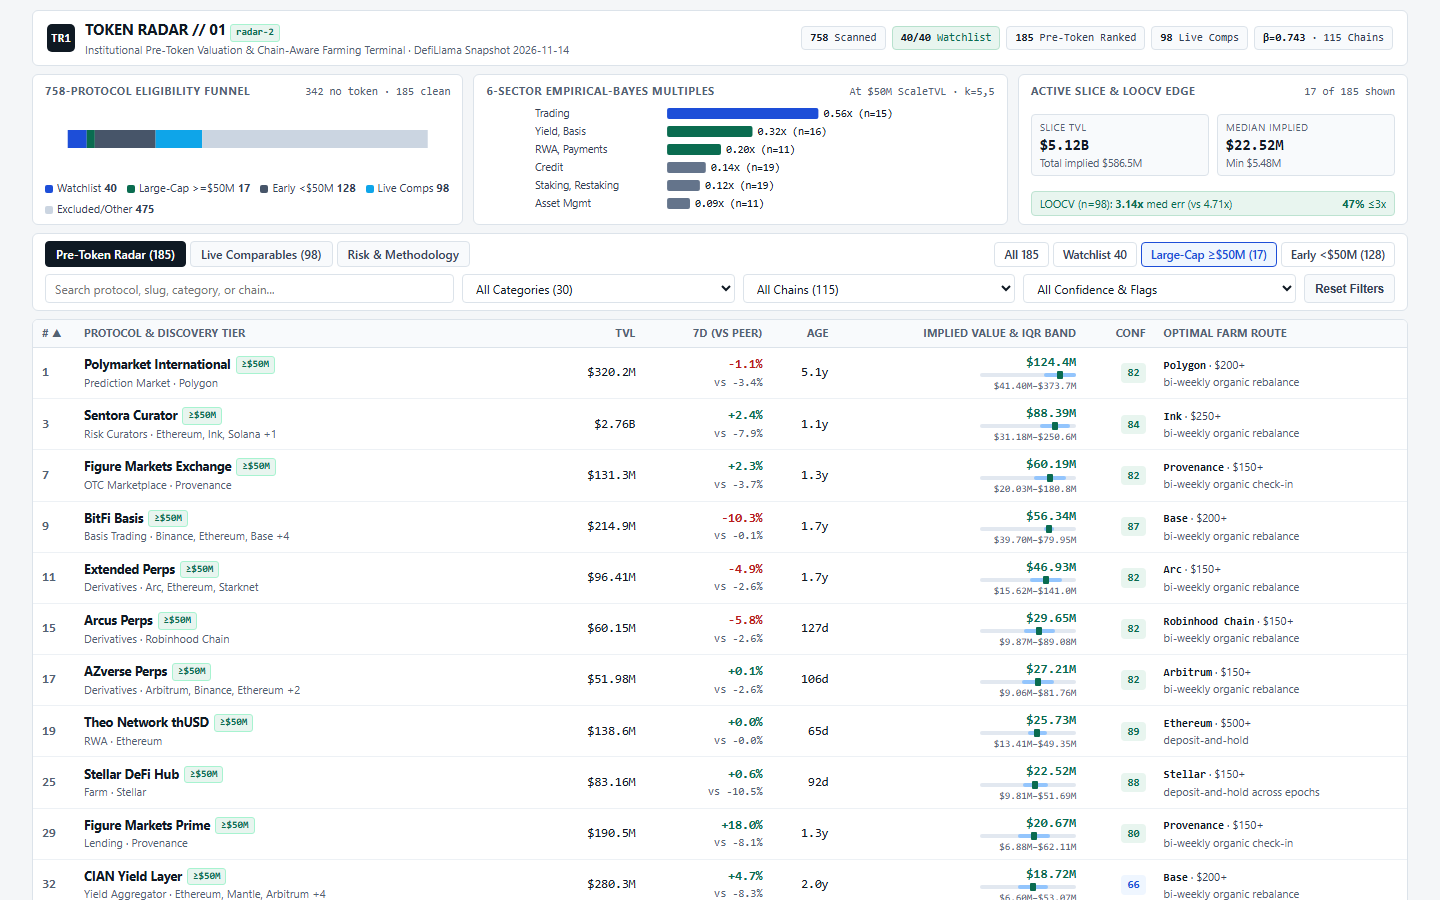 TR1
TOKEN RADAR // 01 radar-2
Institutional Pre-Token Valuation & Chain-Aware Farming Terminal · DefiLlama Snapshot 2026-11-14
758 Scanned
40/40 Watchlist
185 Pre-Token Ranked
98 Live Comps
β=0.743 · 115 Chains
758-PROTOCOL ELIGIBILITY FUNNEL 342 no token · 185 clean
Watchlist 40 Large-Cap >=$50M 17 Early <$50M 128 Live Comps 98
Excluded/Other 475
6-SECTOR EMPIRICAL-BAYES MULTIPLES At $50M ScaleTVL · k=5,5
Trading 0.56x (n=15)
Yield, Basis 0.32x (n=16)
RWA, Payments 0.20x (n=11)
Credit 0.14x (n=19)
Staking, Restaking 0.12x (n=19)
Asset Mgmt 0.09x (n=11)
ACTIVE SLICE & LOOCV EDGE 17 of 185 shown
SLICE TVL
$5.12B
Total implied $586.5M
MEDIAN IMPLIED
$22.52M
Min $5.48M
LOOCV (n=98): 3.14x med err (vs 4.71x) 47% ≤3x
Pre-Token Radar (185) Live Comparables (98) Risk & Methodology
All 185 Watchlist 40 Large-Cap ≥$50M (17) Early <$50M (128)
Search protocol, slug, category, or chain... All Categories (30) All Chains (115) All Confidence & Flags Reset Filters
# ▲ PROTOCOL & DISCOVERY TIER TVL 7D (VS PEER) AGE IMPLIED VALUE & IQR BAND CONF OPTIMAL FARM ROUTE
1 Polymarket International ≥$50M $320.2M -1.1% 5.1y $124.4M 82 Polygon · $200+
Prediction Market · Polygon vs -3.4% $41.40M–$373.7M bi-weekly organic rebalance
3 Sentora Curator ≥$50M $2.76B +2.4% 1.1y $88.39M 84 Ink · $250+
Risk Curators · Ethereum, Ink, Solana +1 vs -7.9% $31.18M–$250.6M bi-weekly organic rebalance
7 Figure Markets Exchange ≥$50M $131.3M +2.3% 1.3y $60.19M 82 Provenance · $150+
OTC Marketplace · Provenance vs -3.7% $20.03M–$180.8M bi-weekly organic check-in
9 BitFi Basis ≥$50M $214.9M -10.3% 1.7y $56.34M 87 Base · $200+
Basis Trading · Binance, Ethereum, Base +4 vs -0.1% $39.70M–$79.95M bi-weekly organic rebalance
11 Extended Perps ≥$50M $96.41M -4.9% 1.7y $46.93M 82 Arc · $150+
Derivatives · Arc, Ethereum, Starknet vs -2.6% $15.62M–$141.0M bi-weekly organic rebalance
15 Arcus Perps ≥$50M $60.15M -5.8% 127d $29.65M 82 Robinhood Chain · $150+
Derivatives · Robinhood Chain vs -2.6% $9.87M–$89.08M bi-weekly organic rebalance
17 AZverse Perps ≥$50M $51.98M +0.1% 106d $27.21M 82 Arbitrum · $150+
Derivatives · Arbitrum, Binance, Ethereum +2 vs -2.6% $9.06M–$81.76M bi-weekly organic rebalance
19 Theo Network thUSD ≥$50M $138.6M +0.0% 65d $25.73M 89 Ethereum · $500+
RWA · Ethereum vs -0.0% $13.41M–$49.35M deposit-and-hold
25 Stellar DeFi Hub ≥$50M $83.16M +0.6% 92d $22.52M 88 Stellar · $150+
Farm · Stellar vs -10.5% $9.81M–$51.69M deposit-and-hold across epochs
29 Figure Markets Prime ≥$50M $190.5M +18.0% 1.3y $20.67M 80 Provenance · $150+
Lending · Provenance vs -8.1% $6.88M–$62.11M bi-weekly organic check-in
32 CIAN Yield Layer ≥$50M $280.3M +4.7% 2.0y $18.72M 66 Base · $200+
Yield Aggregator · Ethereum, Mantle, Arbitrum +4 vs -8.3% $6.60M–$53.07M bi-weekly organic rebalance